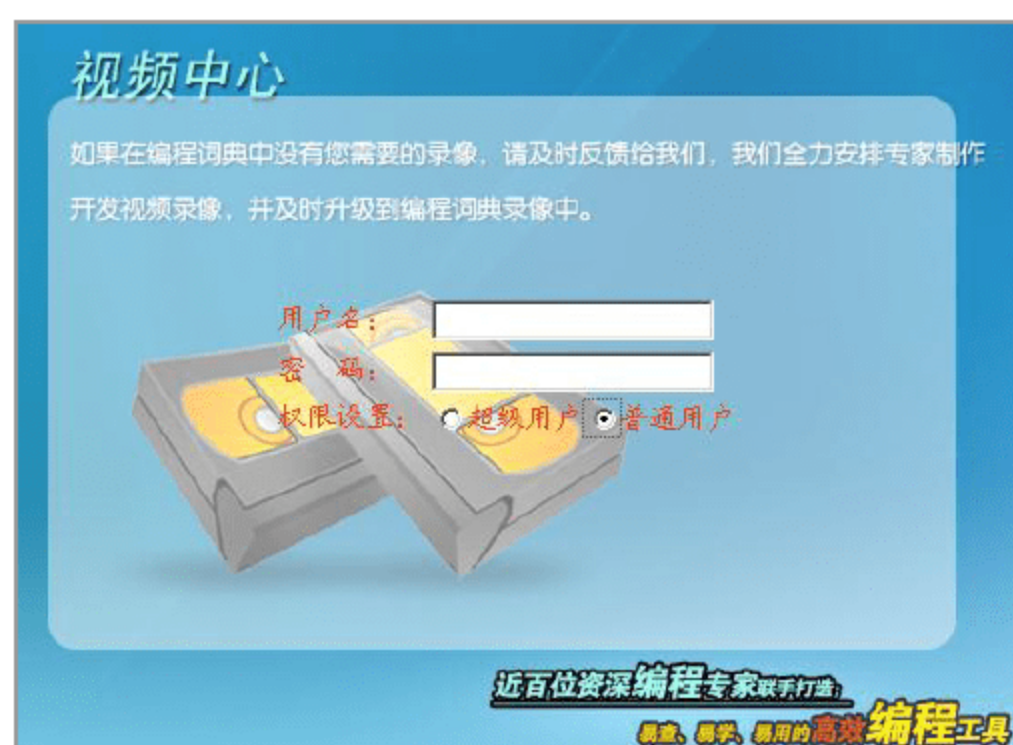 视频中心
如果在编程词典中没有您需要的录像，请及时反馈给我们，我们全力安排专家制作
开发视频录像，并及时升级到编程词典录像中。
用户名：
密 码：
权限设置： 超级用户 普通用户
近百位资深编程专家联手打造，
易查、易学、易用的高效编程工具